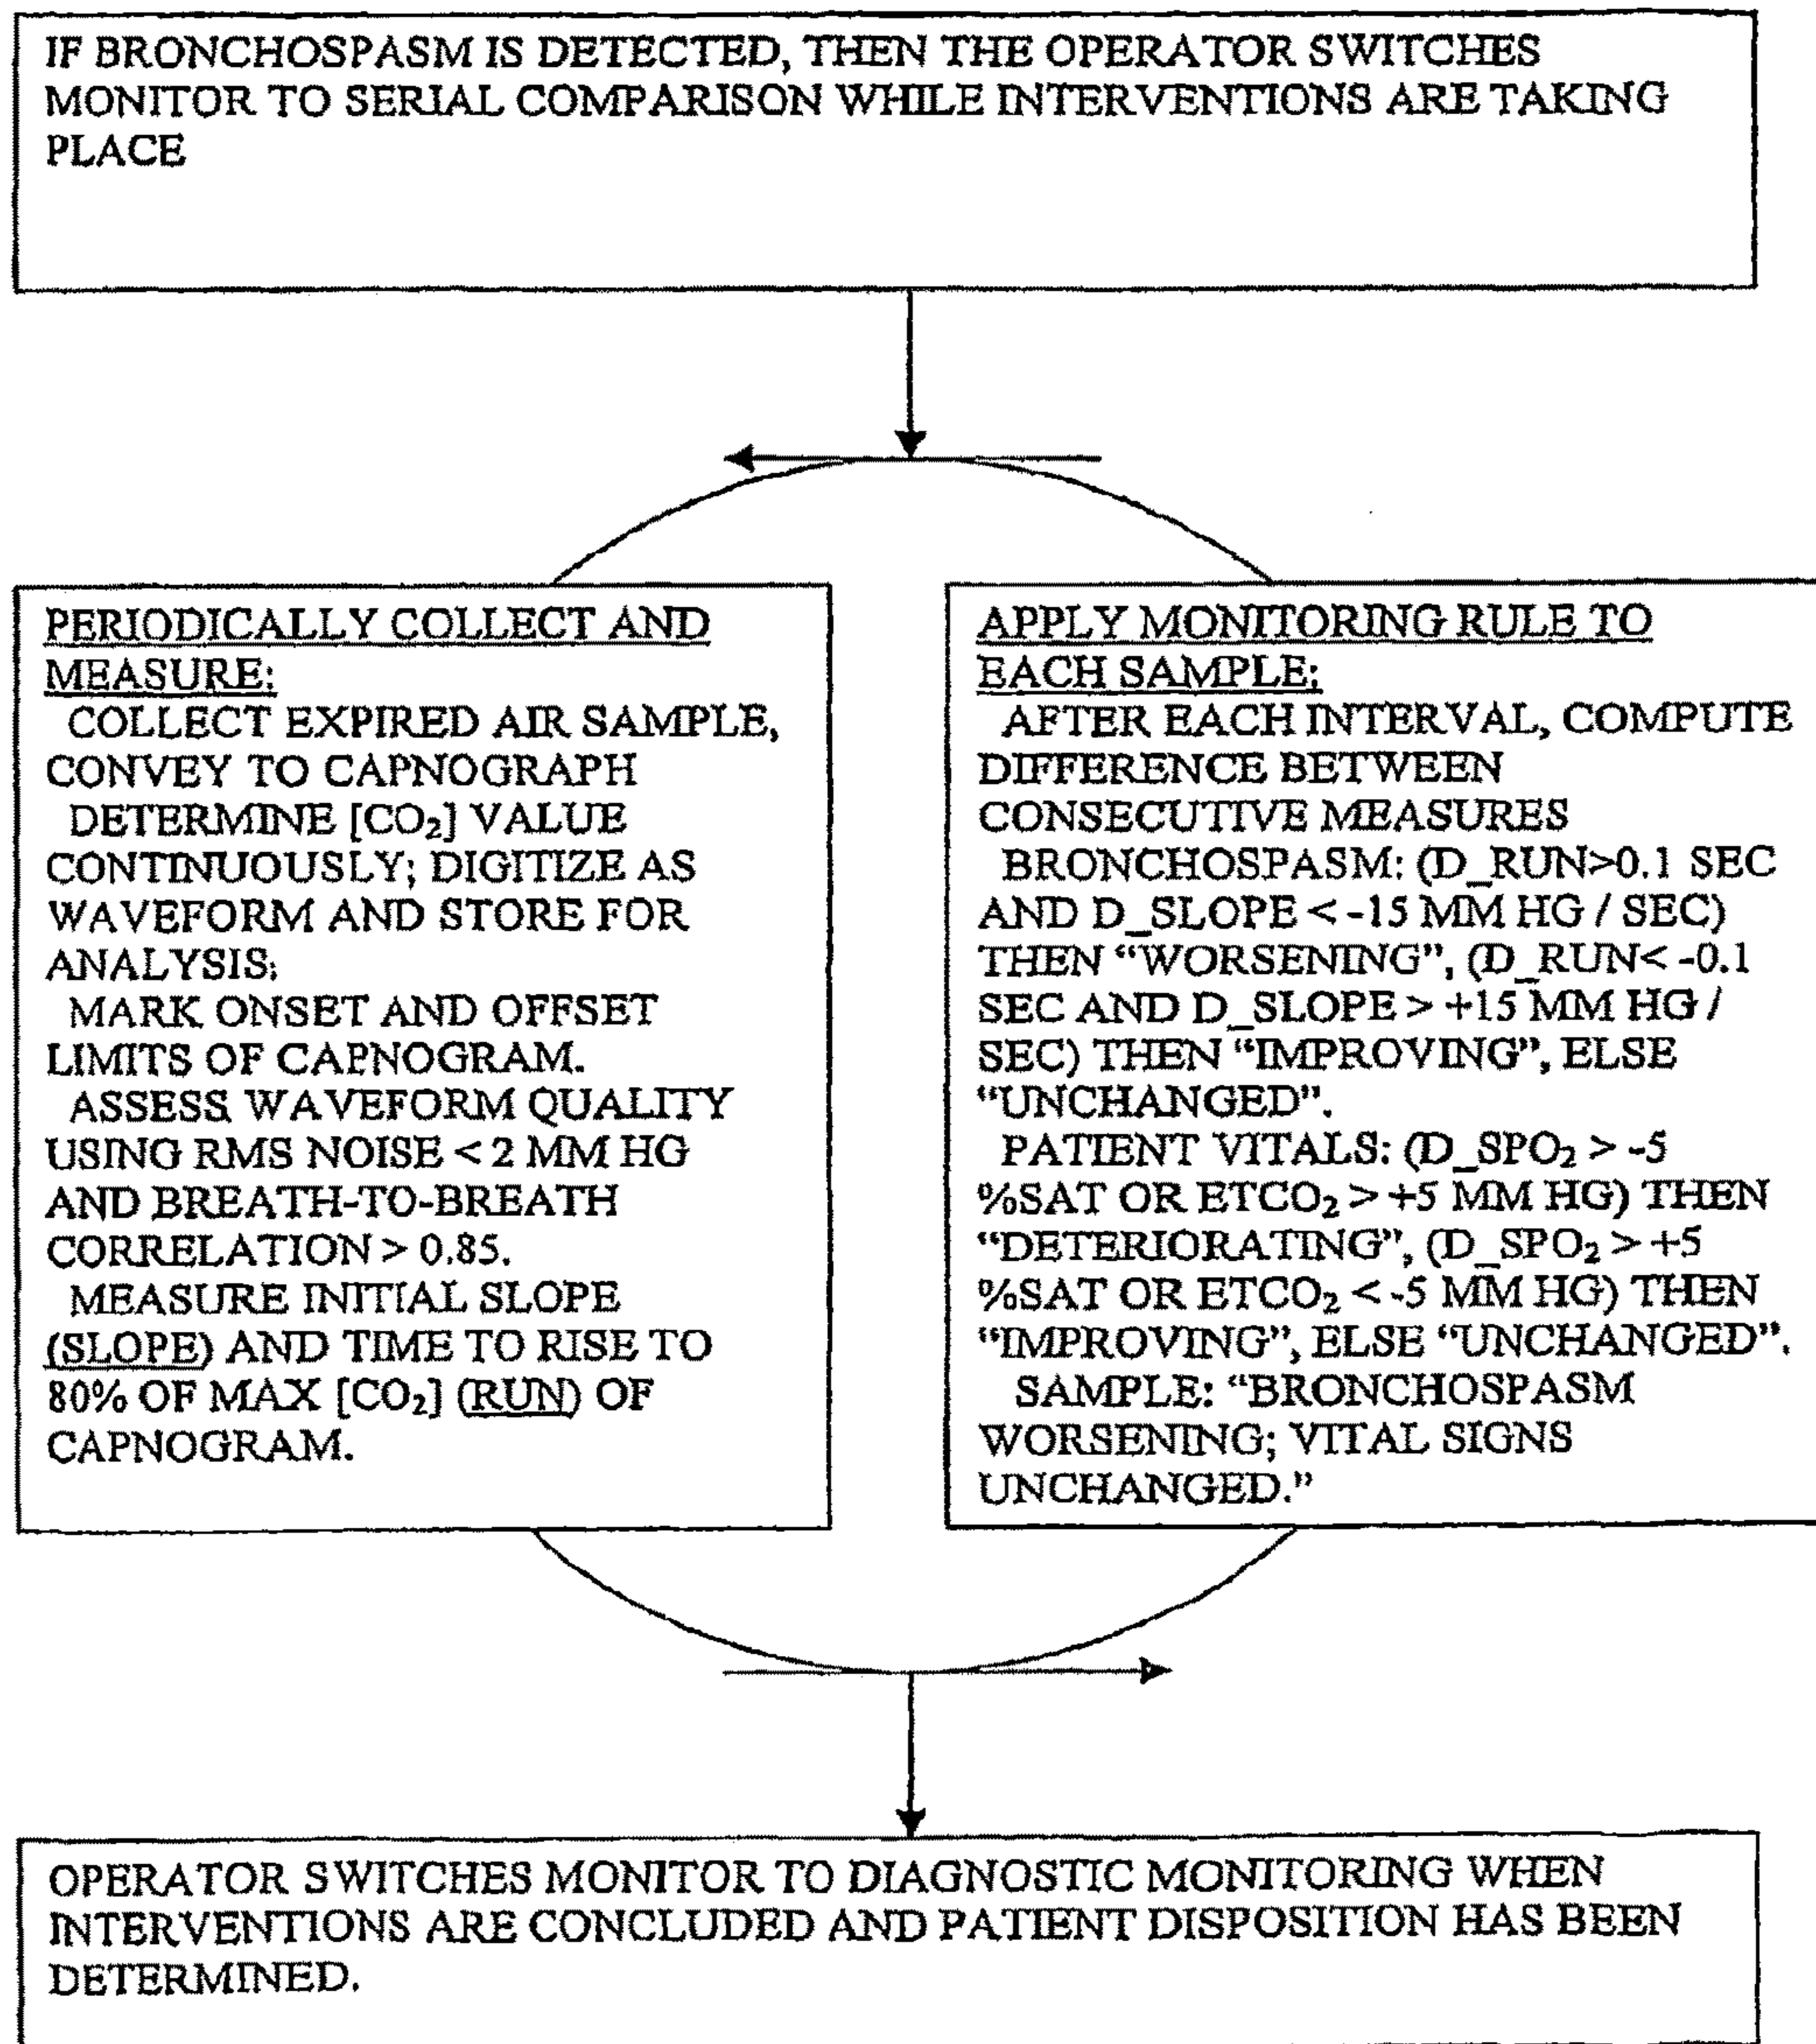 IF BRONCHOSPASM IS DETECTED, THEN THE OPERATOR SWITCHES
MONITOR TO SERIAL COMPARISON WHILE INTERVENTIONS ARE TAKING
PLACE
PERIODICALLY COLLECT AND
MEASURE:
COLLECT EXPIRED AIR SAMPLE,
CONVEY TO CAPNOGRAPH
DETERMINE [CO₂] VALUE
CONTINUOUSLY; DIGITIZE AS
WAVEFORM AND STORE FOR
ANALYSIS;
MARK ONSET AND OFFSET
LIMITS OF CAPNOGRAM.
ASSESS WAVEFORM QUALITY
USING RMS NOISE < 2 MM HG
AND BREATH-TO-BREATH
CORRELATION > 0.85.
MEASURE INITIAL SLOPE
(SLOPE) AND TIME TO RISE TO
80% OF MAX [CO₂] (RUN) OF
CAPNOGRAM.
APPLY MONITORING RULE TO
EACH SAMPLE:
AFTER EACH INTERVAL, COMPUTE
DIFFERENCE BETWEEN
CONSECUTIVE MEASURES
BRONCHOSPASM: (D_RUN>0.1 SEC
AND D_SLOPE < -15 MM HG / SEC)
THEN “WORSENING”, (D_RUN< -0.1
SEC AND D_SLOPE > +15 MM HG /
SEC) THEN “IMPROVING”, ELSE
“UNCHANGED”.
PATIENT VITALS: (D_SPO₂ > -5
%SAT OR ETCO₂ > +5 MM HG) THEN
“DETERIORATING”, (D_SPO₂ > +5
%SAT OR ETCO₂ < -5 MM HG) THEN
“IMPROVING”, ELSE “UNCHANGED”.
SAMPLE: “BRONCHOSPASM
WORSENING; VITAL SIGNS
UNCHANGED.”
OPERATOR SWITCHES MONITOR TO DIAGNOSTIC MONITORING WHEN
INTERVENTIONS ARE CONCLUDED AND PATIENT DISPOSITION HAS BEEN
DETERMINED.